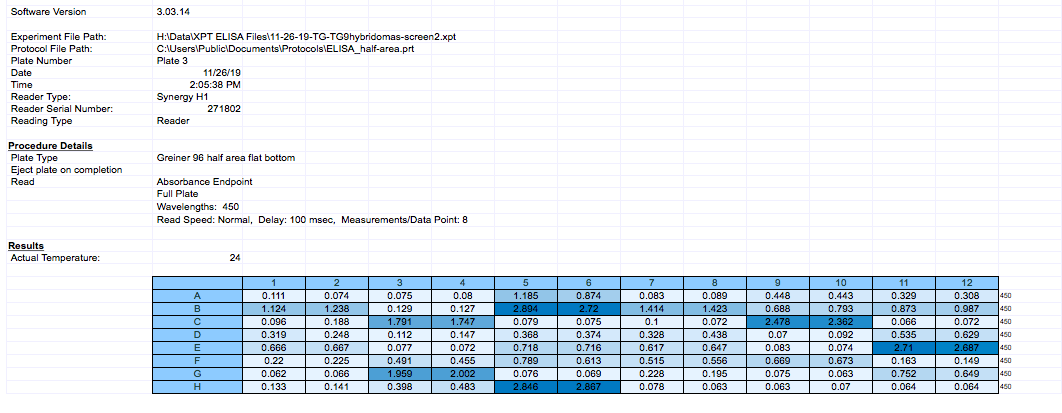 Software Version 3.03.14
Experiment File Path: H:\Data\XPT ELISA Files\11-26-19-TG-TG9hybridomas-screen2.xpt
Protocol File Path: C:\Users\Public\Documents\Protocols\ELISA_half-area.prt
Plate Number Plate 3
Date 11/26/19
Time 2:05:38 PM
Reader Type: Synergy H1
Reader Serial Number: 271802
Reading Type Reader
Procedure Details
Plate Type Greiner 96 half area flat bottom
Eject plate on completion
Read Absorbance Endpoint
Full Plate
Wavelengths: 450
Read Speed: Normal, Delay: 100 msec, Measurements/Data Point: 8
Results
Actual Temperature: 24
1 2 3 4 5 6 7 8 9 10 11 12
A 0.111 0.074 0.075 0.08 1.185 0.874 0.083 0.089 0.448 0.443 0.329 0.308 450
B 1.124 1.238 0.129 0.127 2.894 2.72 1.414 1.423 0.688 0.793 0.873 0.987 450
C 0.096 0.188 1.791 1.747 0.079 0.075 0.1 0.072 2.478 2.362 0.066 0.072 450
D 0.319 0.248 0.112 0.147 0.368 0.374 0.328 0.438 0.07 0.092 0.535 0.629 450
E 0.666 0.667 0.077 0.072 0.718 0.716 0.617 0.647 0.083 0.074 2.71 2.687 450
F 0.22 0.225 0.491 0.455 0.789 0.613 0.515 0.556 0.669 0.673 0.163 0.149 450
G 0.062 0.066 1.959 2.002 0.076 0.069 0.228 0.195 0.075 0.063 0.752 0.649 450
H 0.133 0.141 0.398 0.483 2.846 2.867 0.078 0.063 0.063 0.07 0.064 0.064 450